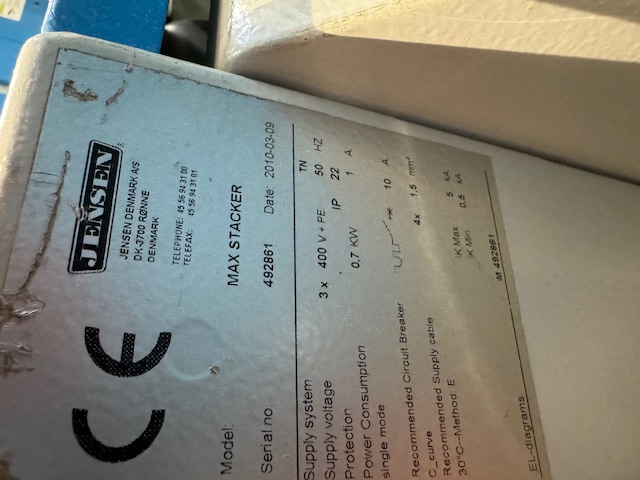 JENSEN
JENSEN DENMARK A/S
DK-3700 RØNNE
DENMARK
TELEPHONE: 45 56 94 31 00
TELEFAX: 45 56 94 31 01
CE
Model: MAX STACKER
Serial no. 492861 Date: 2010-03-09
Supply system TN
Supply voltage 3 x 400 V + PE 50 HZ
Protection IP 22
Power Consumption 0,7 KW 1 A
single mode
Recommended Circuit Breaker 10 A
C_curve
Recommended Supply cable 4x 1,5 mm²
30°C--Method: E
IK Max 5 kA
IK Min. 0,5 kA
EL-diagrams M 492861